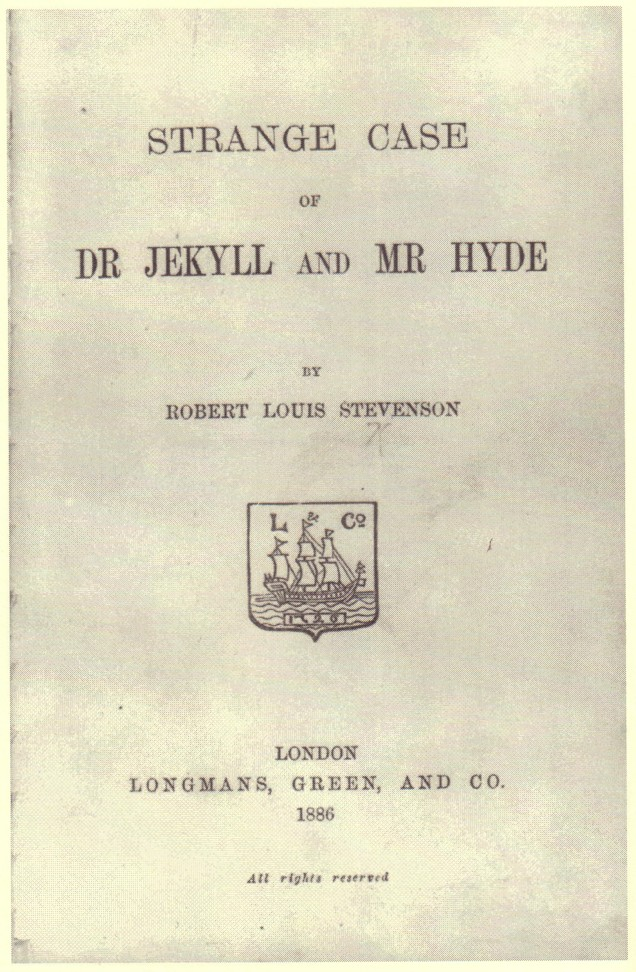 STRANGE CASE
OF
DR JEKYLL AND MR HYDE
BY
ROBERT LOUIS STEVENSON
L Cº
LONDON
LONGMANS, GREEN, AND CO.
1886
All rights reserved